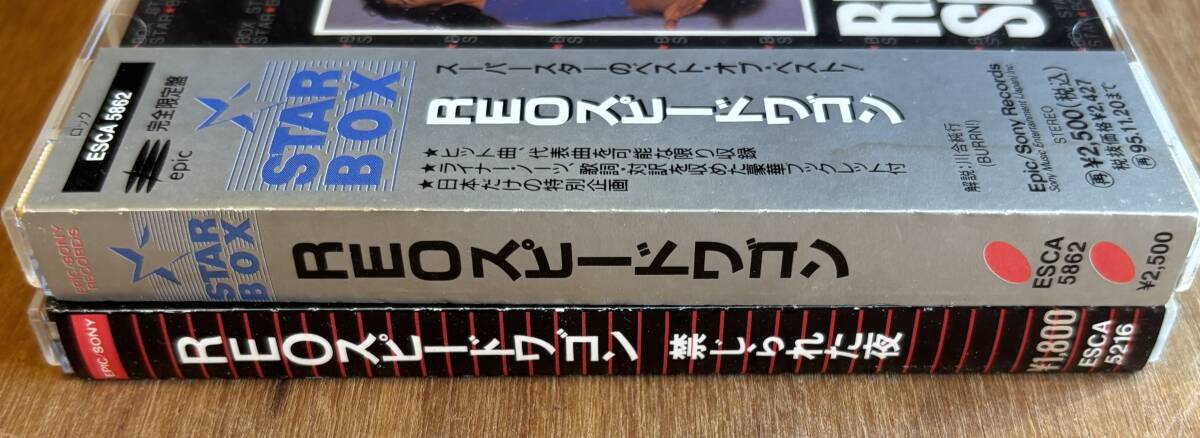 ロック
ESCA 5862
完全限定盤
epic
STAR
BOX
スーパースターのベスト・オブ・ベスト!
REOスピードワゴン
★ヒット曲、代表曲を可能な限り収録
★ライナー・ノーツ、歌詞・対訳を収めた豪華ブックレット付
★日本だけの特別企画
解説/川合純行
(BURRN!)
Epic/Sony Records
Sony Music Entertainment (Japan) Inc.
STEREO
再 ¥2,500(税込)
税抜価格¥2,427
再 95.11.20まで
EPIC/SONY
RECORDS
STAR
BOX
REOスピードワゴン
ESCA
5862
¥2,500
EPIC/SONY
REOスピードワゴン 禁じられた夜
¥1,800
ESCA
5216